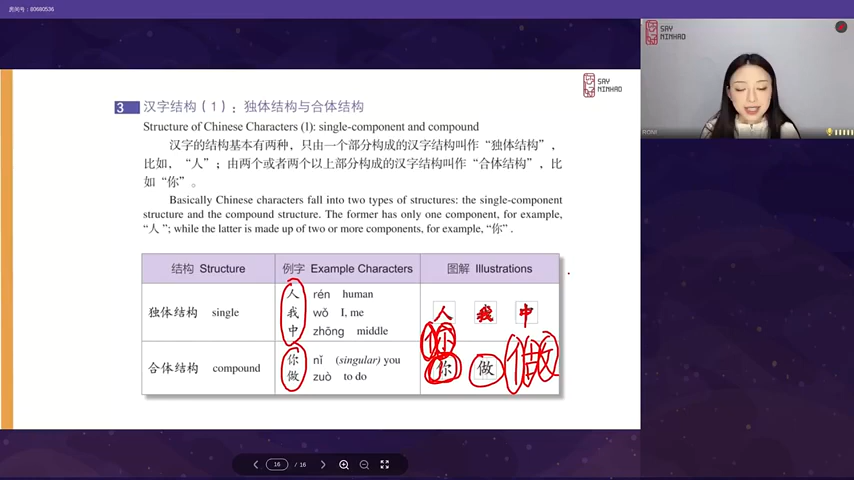 房间号：80680536
SAY
NINHAO
SAY
NINHAO
3 汉字结构（1）：独体结构与合体结构
Structure of Chinese Characters (1): single-component and compound
汉字的结构基本有两种，只由一个部分构成的汉字结构叫作“独体结构”，
比如，“人”；由两个或者两个以上部分构成的汉字结构叫作“合体结构”，比
如“你”。
Basically Chinese characters fall into two types of structures: the single-component
structure and the compound structure. The former has only one component, for example,
“人”; while the latter is made up of two or more components, for example, “你”.
结构 Structure 例字 Example Characters 图解 Illustrations
独体结构 single
人 rén human
我 wǒ I, me
中 zhōng middle
人 我 中
你
合体结构 compound
你 nǐ (singular) you
做 zuò to do
你 做 做
16 / 16